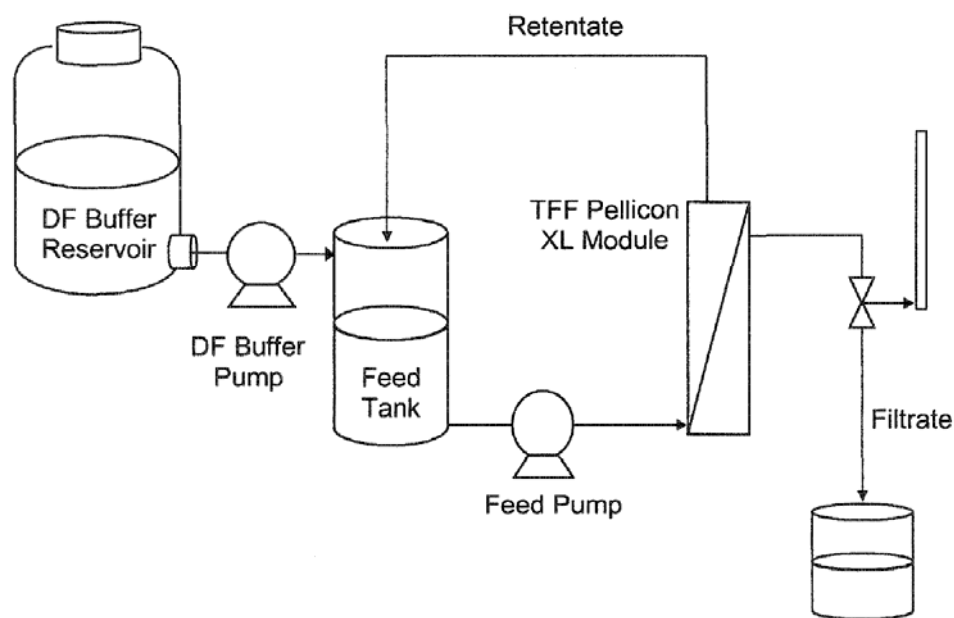 Retentate
DF Buffer
Reservoir
TFF Pellicon
XL Module
DF Buffer
Pump
Feed
Tank
Filtrate
Feed Pump